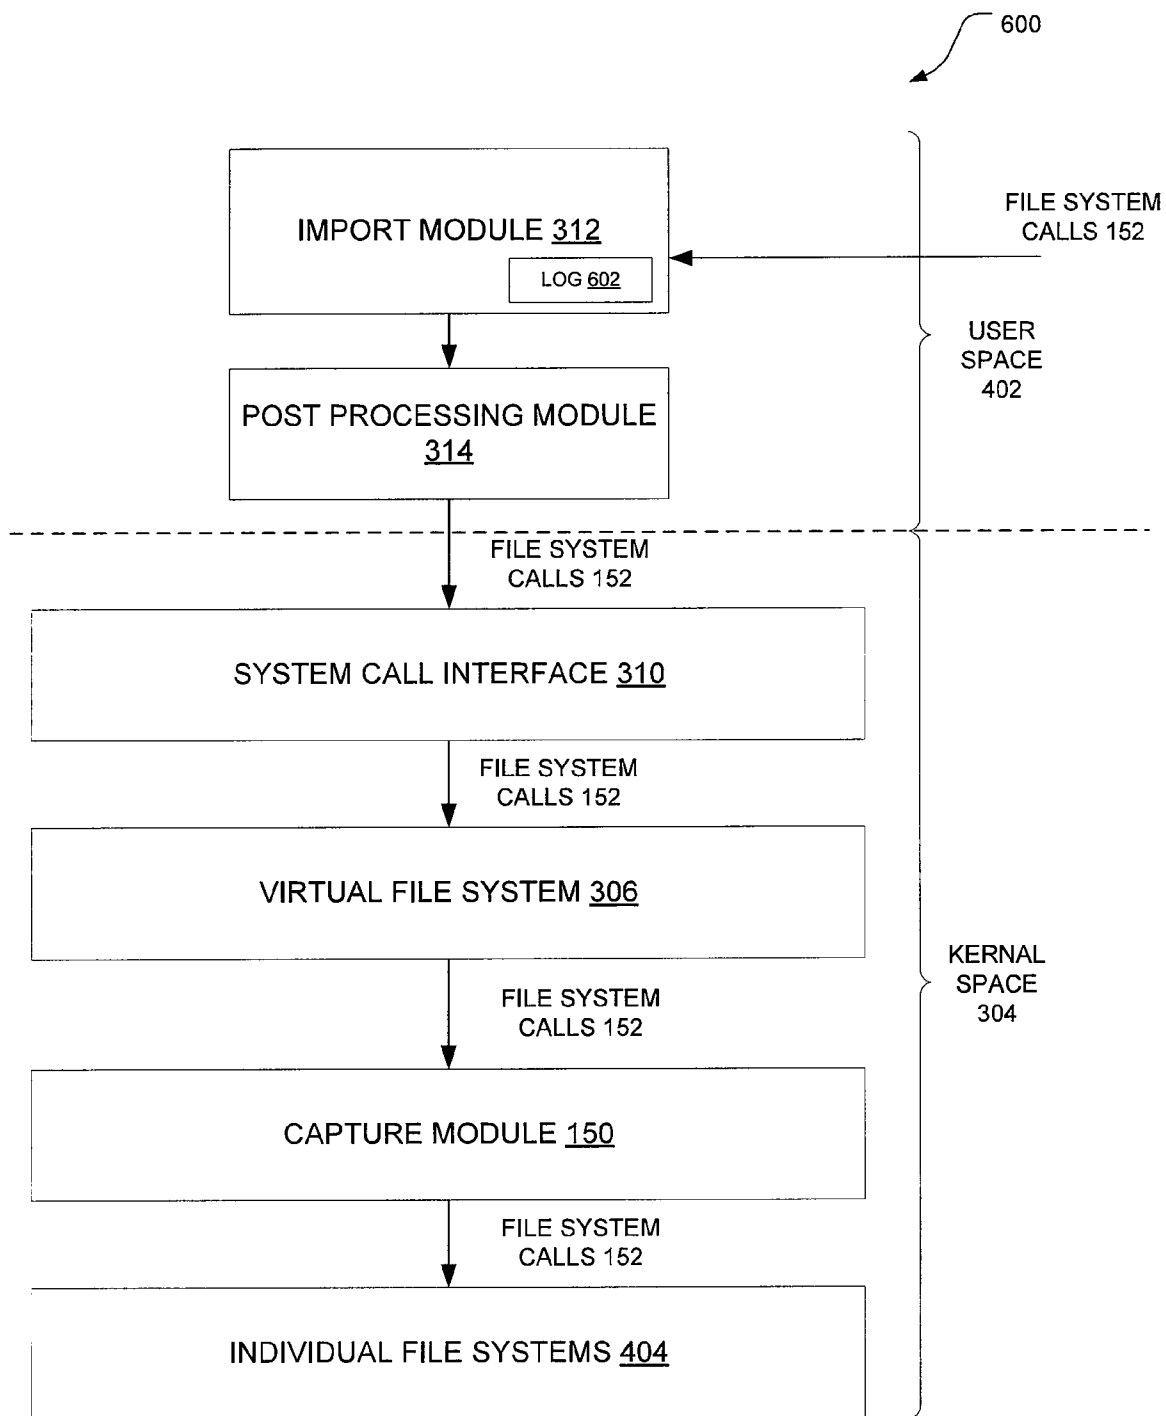 600
IMPORT MODULE 312
LOG 602
FILE SYSTEM
CALLS 152
USER
SPACE
402
POST PROCESSING MODULE
314
FILE SYSTEM
CALLS 152
SYSTEM CALL INTERFACE 310
FILE SYSTEM
CALLS 152
VIRTUAL FILE SYSTEM 306
KERNAL
SPACE
304
FILE SYSTEM
CALLS 152
CAPTURE MODULE 150
FILE SYSTEM
CALLS 152
INDIVIDUAL FILE SYSTEMS 404